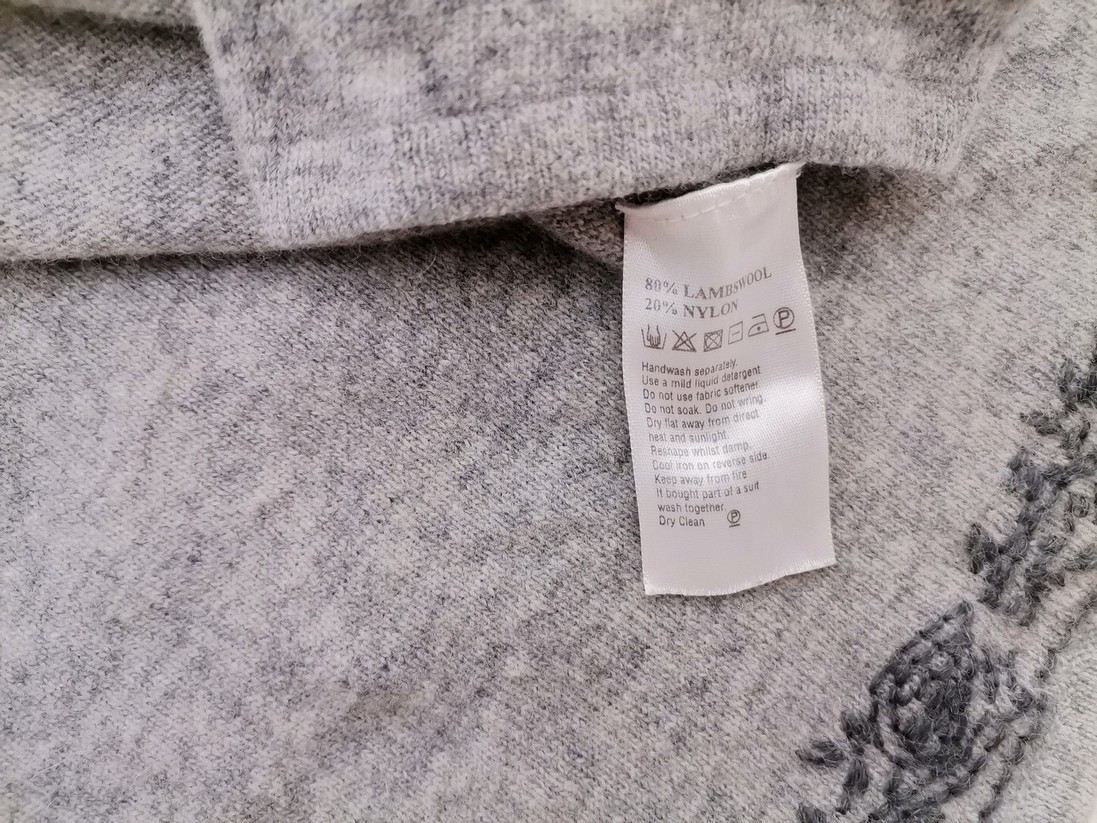 80% LAMBSWOOL
20% NYLON
P
Handwash separately.
Use a mild liquid detergent
Do not use fabric softener.
Do not soak. Do not wring.
Dry flat away from direct
heat and sunlight.
Reshape whilst damp.
Cool iron on reverse side.
Keep away from fire
If bought part of a suit
wash together.
Dry Clean P